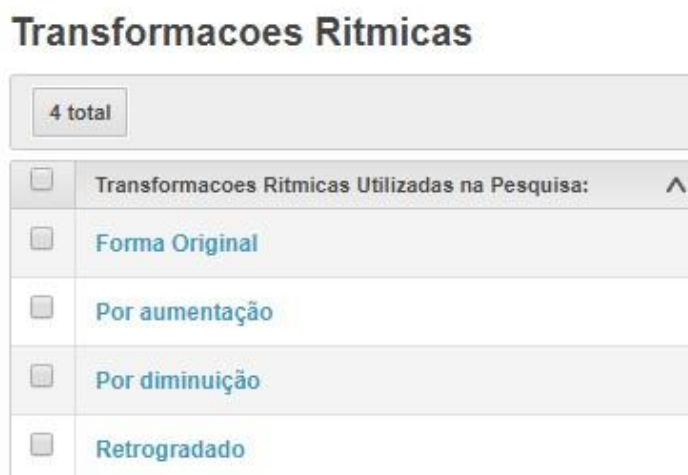 Transformacoes Ritmicas
4 total
Transformacoes Ritmicas Utilizadas na Pesquisa:
Forma Original
Por aumentação
Por diminuição
Retrogradado